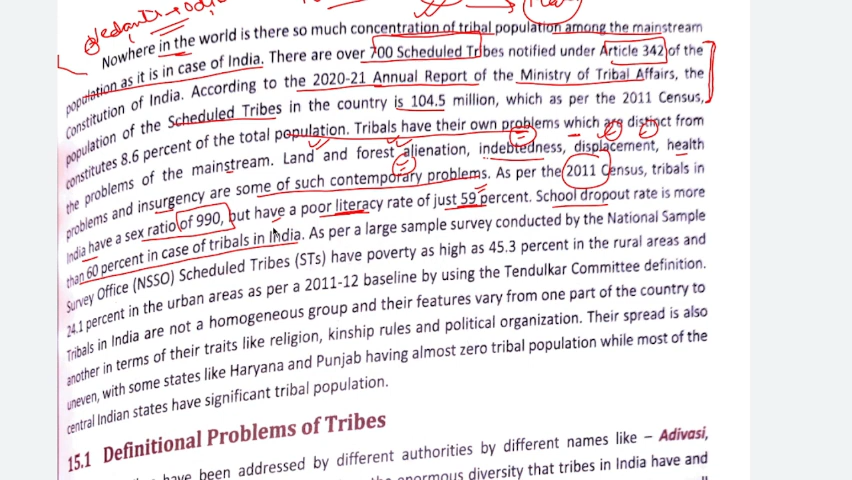 Nowhere in the world is there so much concentration of tribal population among the mainstream
population as it is in case of India. There are over 700 Scheduled Tribes notified under Article 342 of the
Constitution of India. According to the 2020-21 Annual Report of the Ministry of Tribal Affairs, the
population of the Scheduled Tribes in the country is 104.5 million, which as per the 2011 Census,
constitutes 8.6 percent of the total population. Tribals have their own problems which are distinct from
the problems of the mainstream. Land and forest alienation, indebtedness, displacement, health
problems and insurgency are some of such contemporary problems. As per the 2011 Census, tribals in
India have a sex ratio of 990, but have a poor literacy rate of just 59 percent. School dropout rate is more
than 60 percent in case of tribals in India. As per a large sample survey conducted by the National Sample
Survey Office (NSSO) Scheduled Tribes (STs) have poverty as high as 45.3 percent in the rural areas and
24.1 percent in the urban areas as per a 2011-12 baseline by using the Tendulkar Committee definition.
Tribals in India are not a homogeneous group and their features vary from one part of the country to
another in terms of their traits like religion, kinship rules and political organization. Their spread is also
uneven, with some states like Haryana and Punjab having almost zero tribal population while most of the
central Indian states have significant tribal population.
15.1 Definitional Problems of Tribes
have been addressed by different authorities by different names like – Adivasi,
enormous diversity that tribes in India have and